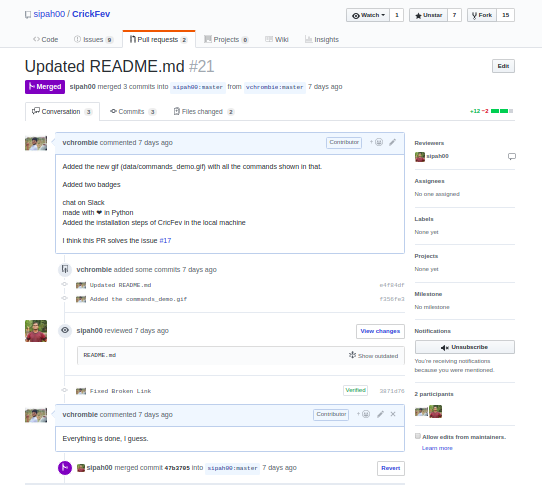 sipah00 / CrickFev
Watch 1 Unstar 7 Fork 15
Code Issues 9 Pull requests 2 Projects 0 Wiki Insights
Updated README.md #21
Edit
Merged sipah00 merged 3 commits into sipah00:master from vchrombie:master 7 days ago
Conversation 3 Commits 3 Files changed 2
+12 −2
vchrombie commented 7 days ago
Contributor
Added the new gif (data/commands_demo.gif) with all the commands shown in that.
Added two badges
chat on Slack
made with ❤ in Python
Added the installation steps of CricFev in the local machine
I think this PR solves the issue #17
vchrombie added some commits 7 days ago
Updated README.md e4f84df
Added the commands_demo.gif f356fe3
sipah00 reviewed 7 days ago
View changes
README.md
Show outdated
Fixed Broken Link
Verified 3871d76
vchrombie commented 7 days ago
Contributor
Everything is done, I guess.
sipah00 merged commit 47b3705 into sipah00:master 7 days ago
Revert
Reviewers
sipah00
Assignees
No one assigned
Labels
None yet
Projects
None yet
Milestone
No milestone
Notifications
Unsubscribe
You're receiving notifications
because you were mentioned.
2 participants
Allow edits from maintainers.
Learn more